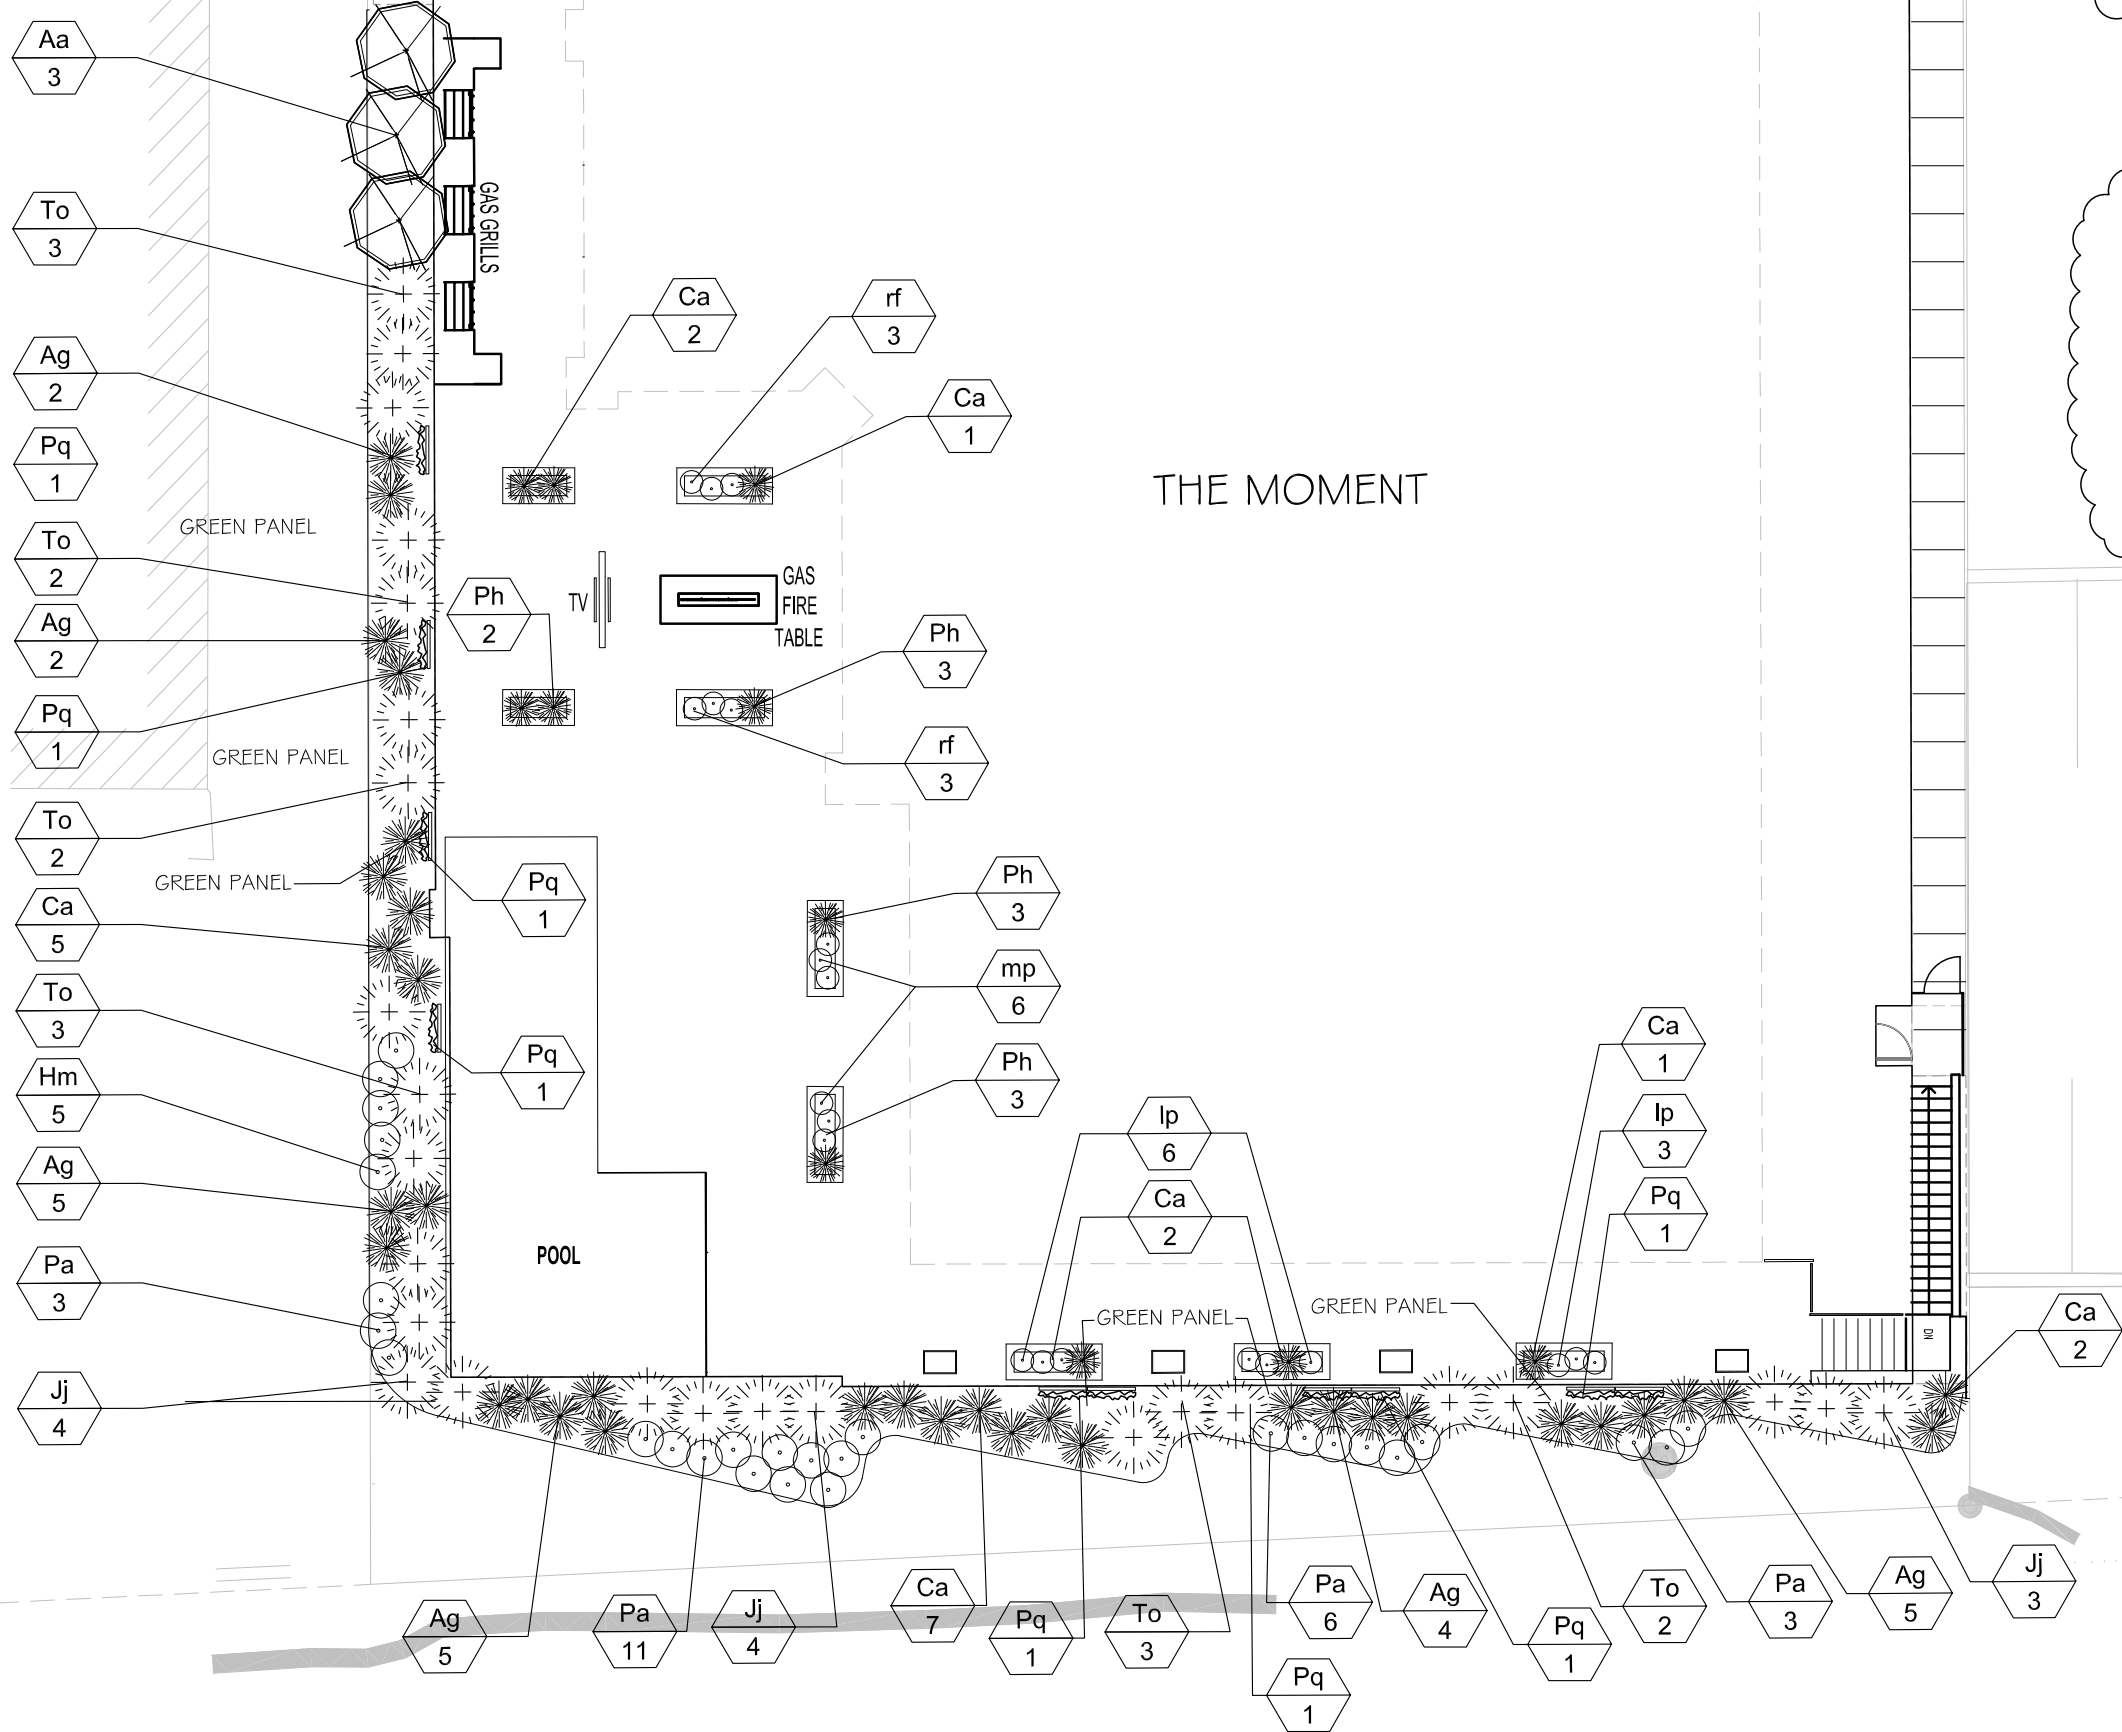 Aa
3
To
3
GAS GRILLS
Ag
2
Ca
2
rf
3
Ca
1
Pq
1
THE MOMENT
GREEN PANEL
To
2
Ph
2
TV
GAS
FIRE
TABLE
Ag
2
Ph
3
Pq
1
rf
3
GREEN PANEL
To
2
GREEN PANEL
Pq
1
Ph
3
Ca
5
mp
6
To
3
Pq
1
Ph
3
Ca
1
Hm
5
lp
6
lp
3
Ag
5
Ca
2
Pq
1
POOL
Pa
3
GREEN PANEL
GREEN PANEL
DN
Ca
2
Jj
4
Ag
5
Pa
11
Jj
4
Ca
7
Pq
1
To
3
Pa
6
Ag
4
Pq
1
To
2
Pa
3
Ag
5
Jj
3
Pq
1